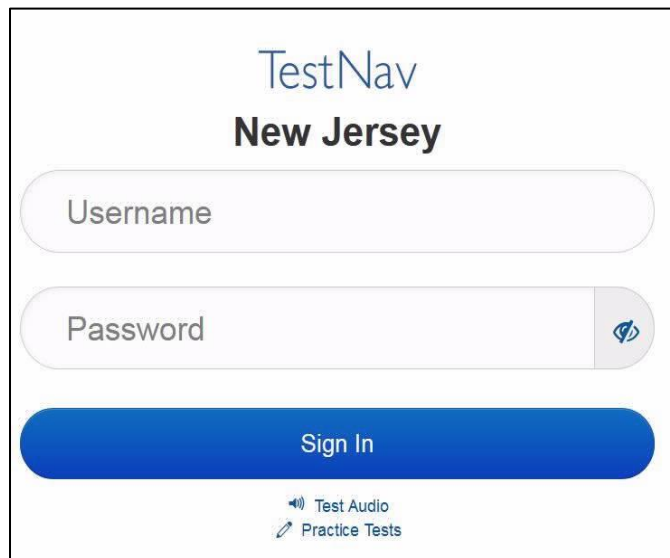 TestNav
New Jersey
Username
Password
Sign In
Test Audio
Practice Tests